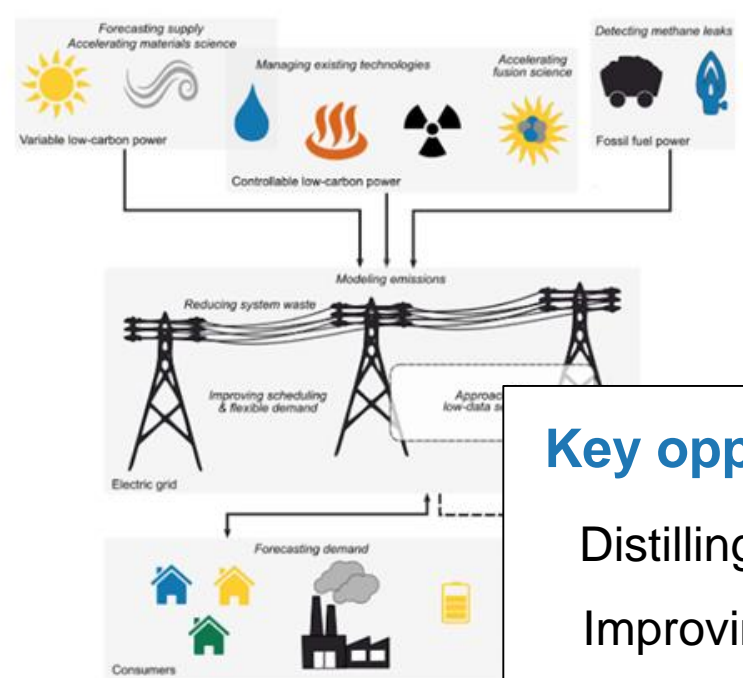 Forecasting supply
Accelerating materials science
Variable low-carbon power
Managing existing technologies
Accelerating
fusion science
Controllable low-carbon power
Detecting methane leaks
Fossil fuel power
Modeling emissions
Reducing system waste
Improving scheduling
& flexible demand
low-data
Electric grid
Key
Distilling
Forecasting demand
Consumers